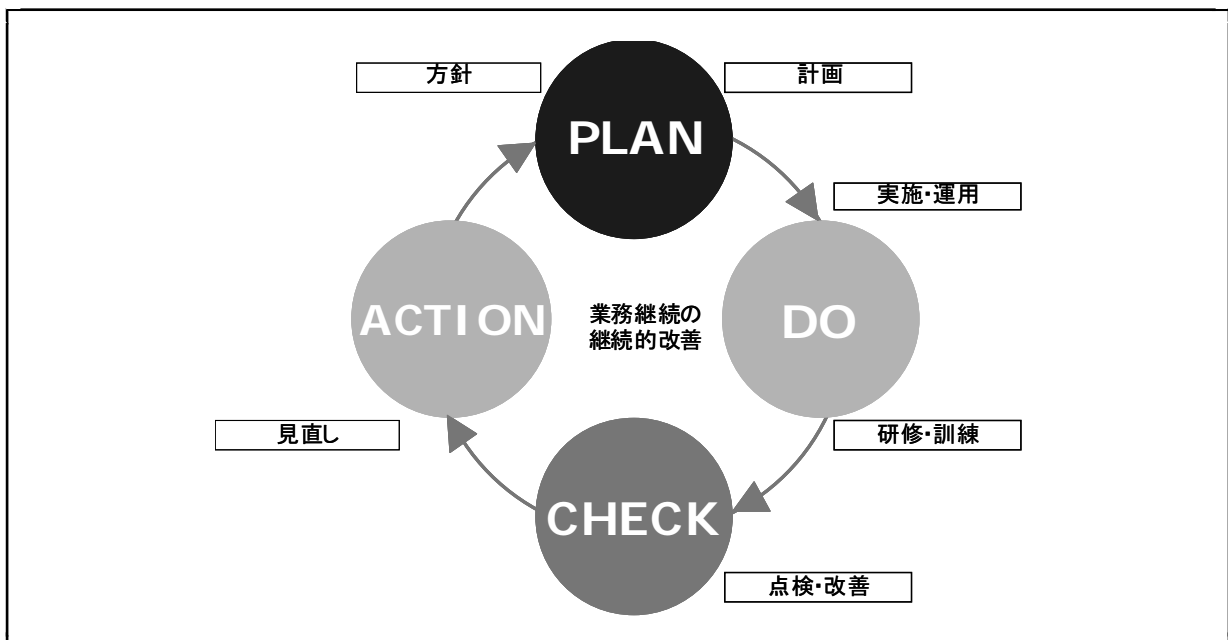 方針
計画
PLAN
実施・運用
ACTION
業務継続の
継続的改善
DO
見直し
研修・訓練
CHECK
点検・改善